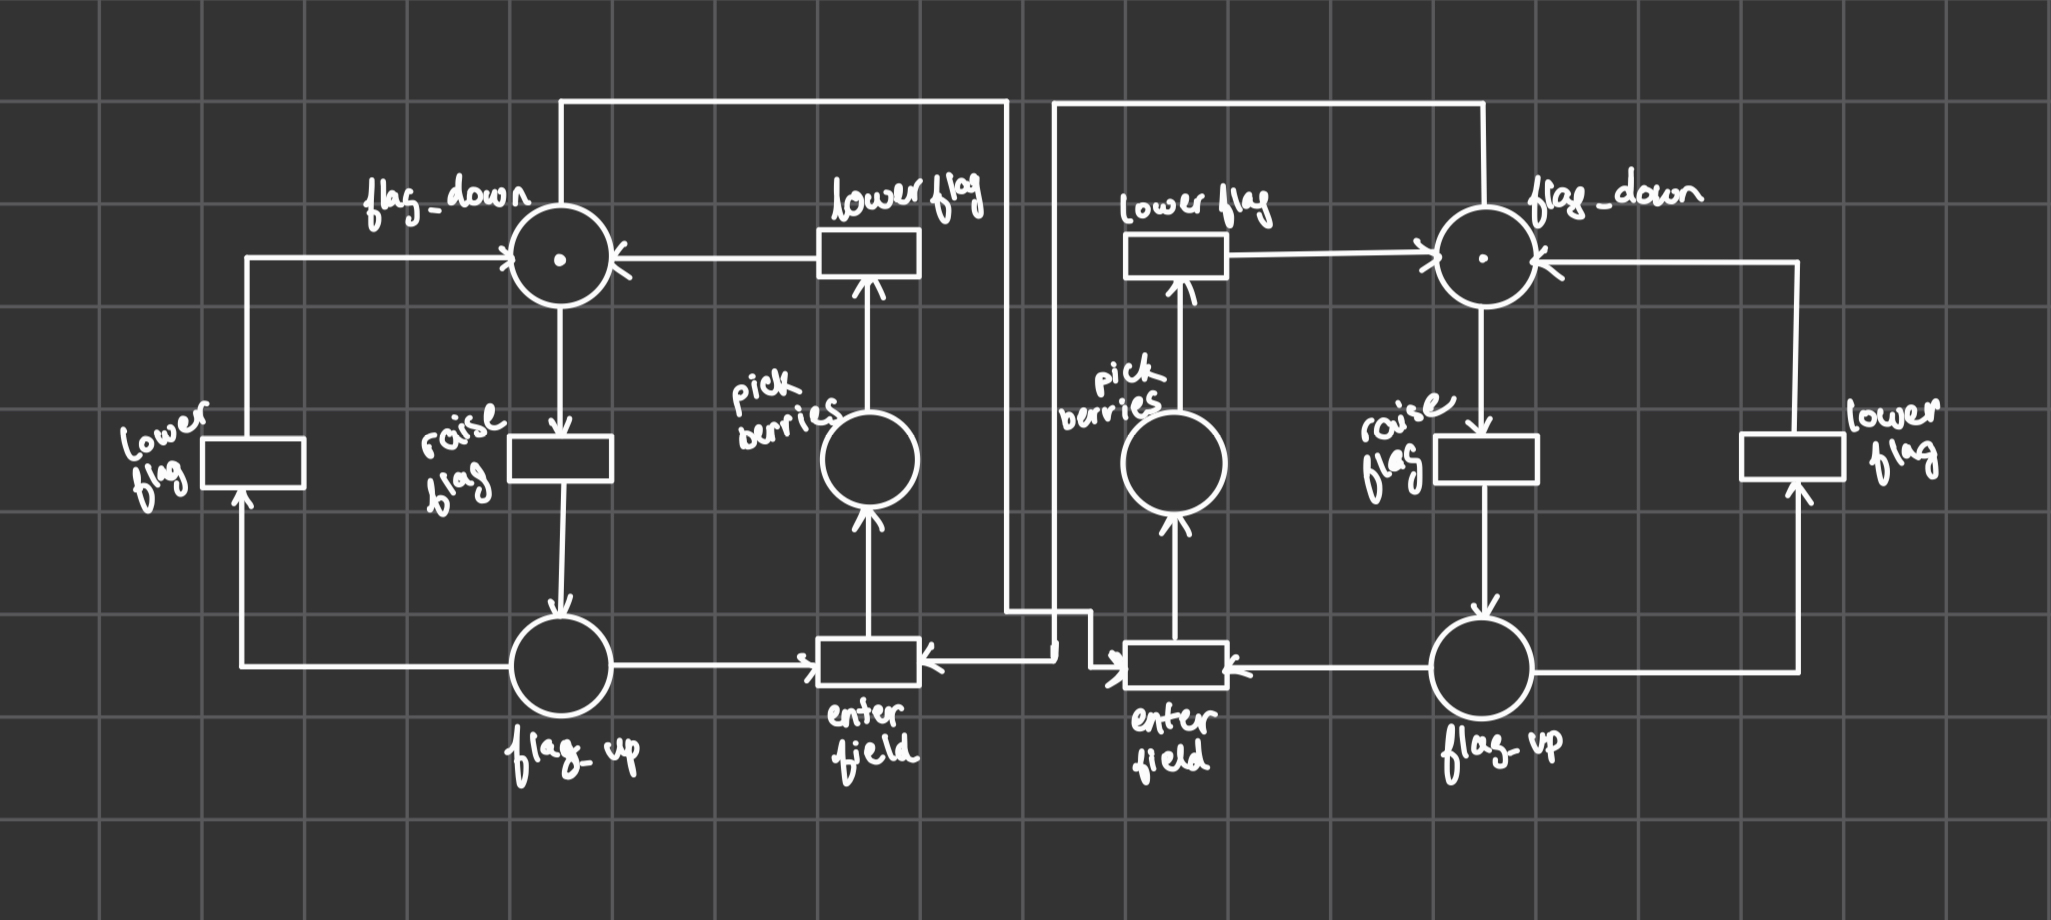 flag_down
lower flag
lower flag
flag_down
lower
flag
raise
flag
pick
berries
pick
berries
raise
flag
lower
flag
flag_up
enter
field
enter
field
flag_up